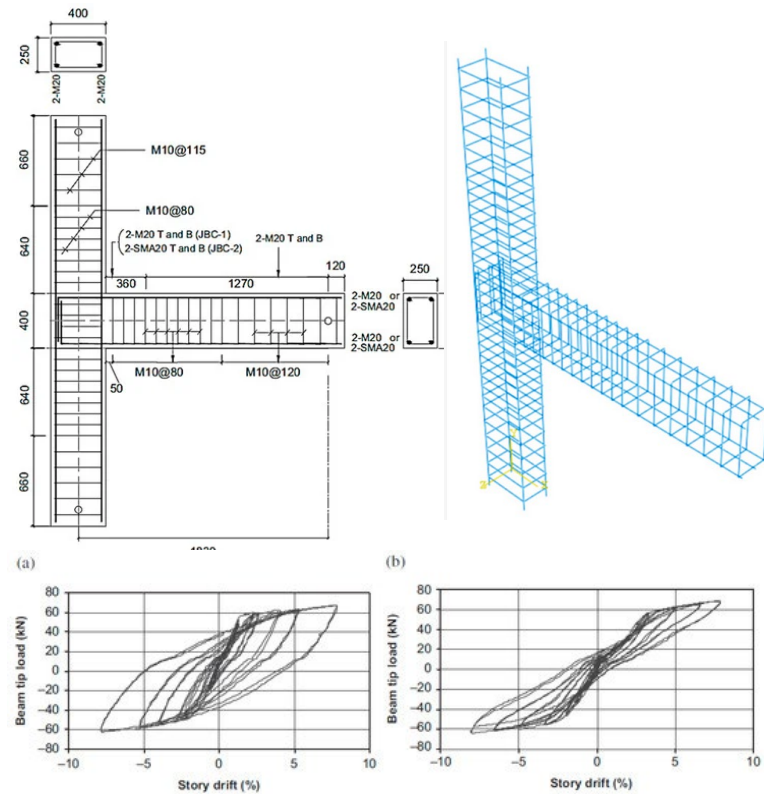 400
250
2-M20
2-M20
660
M10@115
M10@80
640
2-M20 T and B (JBC-1)
2-SMA20 T and B (JBC-2)
2-M20 T and B
120
360
1270
250
400
2-M20 or
2-SMA20
2-M20 or
2-SMA20
M10@80
M10@120
50
640
660
3
(a)
(b)
80
60
40
20
0
−20
−40
−60
−80
−10
−5
0
5
10
Beam tip load (kN)
Story drift (%)
80
60
40
20
0
−20
−40
−60
−80
−10
−5
0
5
10
Beam tip load (kN)
Story drift (%)